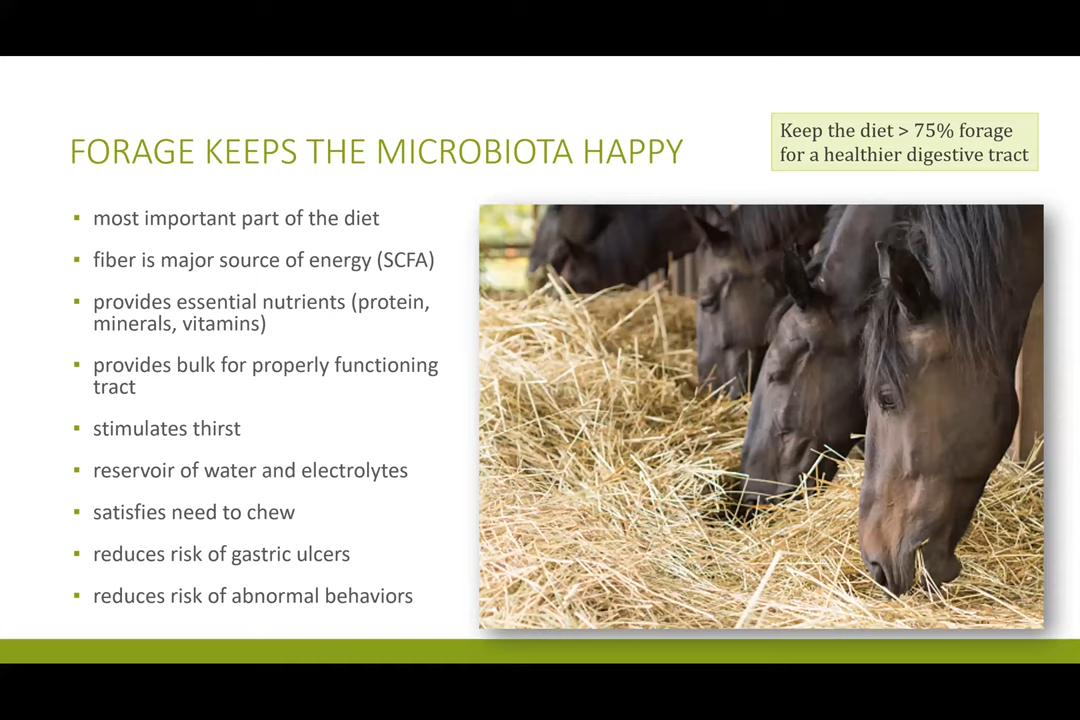 FORAGE KEEPS THE MICROBIOTA HAPPY
Keep the diet > 75% forage
for a healthier digestive tract
▪ most important part of the diet
▪ fiber is major source of energy (SCFA)
▪ provides essential nutrients (protein,
minerals, vitamins)
▪ provides bulk for properly functioning
tract
▪ stimulates thirst
▪ reservoir of water and electrolytes
▪ satisfies need to chew
▪ reduces risk of gastric ulcers
▪ reduces risk of abnormal behaviors